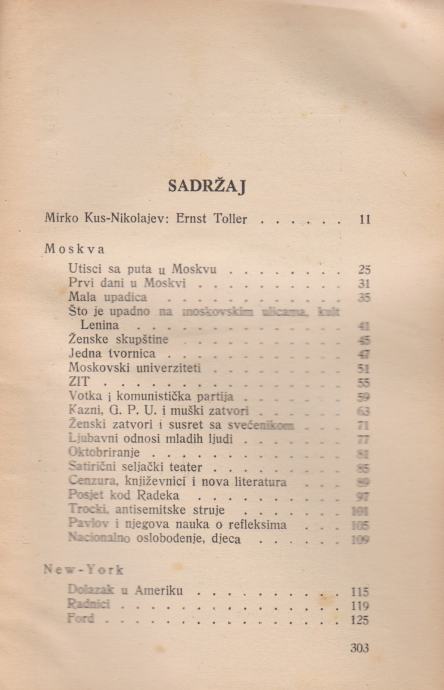 SADRŽAJ
Mirko Kus-Nikolajev: Ernst Toller . . . . . . 11
Moskva
Utisci sa puta u Moskvu . . . . . . . . 25
Prvi dani u Moskvi . . . . . . . . . . 31
Mala upadica . . . . . . . . . . . 35
Što je upadno na moskovskim ulicama, kult
Lenina . . . . . . . . . . . . 41
Ženske skupštine . . . . . . . . . . 45
Jedna tvornica . . . . . . . . . . . 47
Moskovski univerziteti . . . . . . . . . 51
ZIT . . . . . . . . . . . . . . 55
Votka i komunistička partija . . . . . . . 59
Kazni, G. P. U. i muški zatvori . . . . . . 63
Ženski zatvori i susret sa svećenikom . . . . 71
Ljubavni odnosi mladih ljudi . . . . . . . 77
Oktobriranje . . . . . . . . . . . . 81
Satirični seljački teater . . . . . . . . . 85
Cenzura, književnici i nova literatura . . . . 89
Posjet kod Radeka . . . . . . . . . . 97
Trocki, antisemitske struje . . . . . . . . 101
Pavlov i njegova nauka o refleksima . . . . 105
Nacionalno oslobođenje, djeca . . . . . . . 109
New-York
Dolazak u Ameriku . . . . . . . . . . 115
Radnici . . . . . . . . . . . . . . 119
Ford . . . . . . . . . . . . . . . 125
303